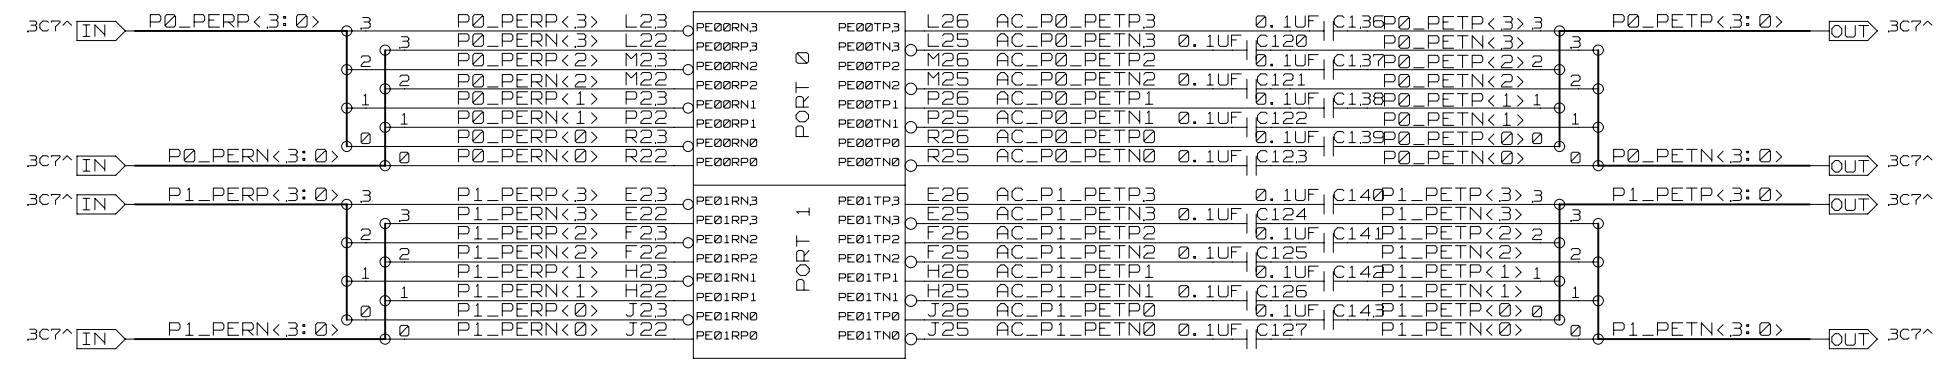 .3C7^ IN P0_PERP<3:0> 3 P0_PERP<3> L23 PE00RN3 PE00TP3 L26 AC_P0_PETP3 0.1UF C136 P0_PETP<3> 3 P0_PETP<3:0> OUT .3C7^
3 P0_PERN<3> L22 PE00RP3 PE00TN3 L25 AC_P0_PETN3 0.1UF C120 P0_PETN<3> 3
2 P0_PERP<2> M23 PE00RN2 PE00TP2 M26 AC_P0_PETP2 0.1UF C137 P0_PETP<2> 2
2 P0_PERN<2> M22 PE00RP2 PE00TN2 M25 AC_P0_PETN2 0.1UF C121 P0_PETN<2> 2
1 P0_PERP<1> P23 PE00RN1 PE00TP1 P26 AC_P0_PETP1 0.1UF C138 P0_PETP<1> 1
1 P0_PERN<1> P22 PE00RP1 PE00TN1 P25 AC_P0_PETN1 0.1UF C122 P0_PETN<1> 1
0 P0_PERP<0> R23 PE00RN0 PE00TP0 R26 AC_P0_PETP0 0.1UF C139 P0_PETP<0> 0
.3C7^ IN P0_PERN<3:0> 0 P0_PERN<0> R22 PE00RP0 PE00TN0 R25 AC_P0_PETN0 0.1UF C123 P0_PETN<0> 0 P0_PETN<3:0> OUT .3C7^
PORT 0
.3C7^ IN P1_PERP<3:0> 3 P1_PERP<3> E23 PE01RN3 PE01TP3 E26 AC_P1_PETP3 0.1UF C140 P1_PETP<3> 3 P1_PETP<3:0> OUT .3C7^
3 P1_PERN<3> E22 PE01RP3 PE01TN3 E25 AC_P1_PETN3 0.1UF C124 P1_PETN<3> 3
2 P1_PERP<2> F23 PE01RN2 PE01TP2 F26 AC_P1_PETP2 0.1UF C141 P1_PETP<2> 2
2 P1_PERN<2> F22 PE01RP2 PE01TN2 F25 AC_P1_PETN2 0.1UF C125 P1_PETN<2> 2
1 P1_PERP<1> H23 PE01RN1 PE01TP1 H26 AC_P1_PETP1 0.1UF C142 P1_PETP<1> 1
1 P1_PERN<1> H22 PE01RP1 PE01TN1 H25 AC_P1_PETN1 0.1UF C126 P1_PETN<1> 1
0 P1_PERP<0> J23 PE01RN0 PE01TP0 J26 AC_P1_PETP0 0.1UF C143 P1_PETP<0> 0
.3C7^ IN P1_PERN<3:0> 0 P1_PERN<0> J22 PE01RP0 PE01TN0 J25 AC_P1_PETN0 0.1UF C127 P1_PETN<0> 0 P1_PETN<3:0> OUT .3C7^
PORT 1